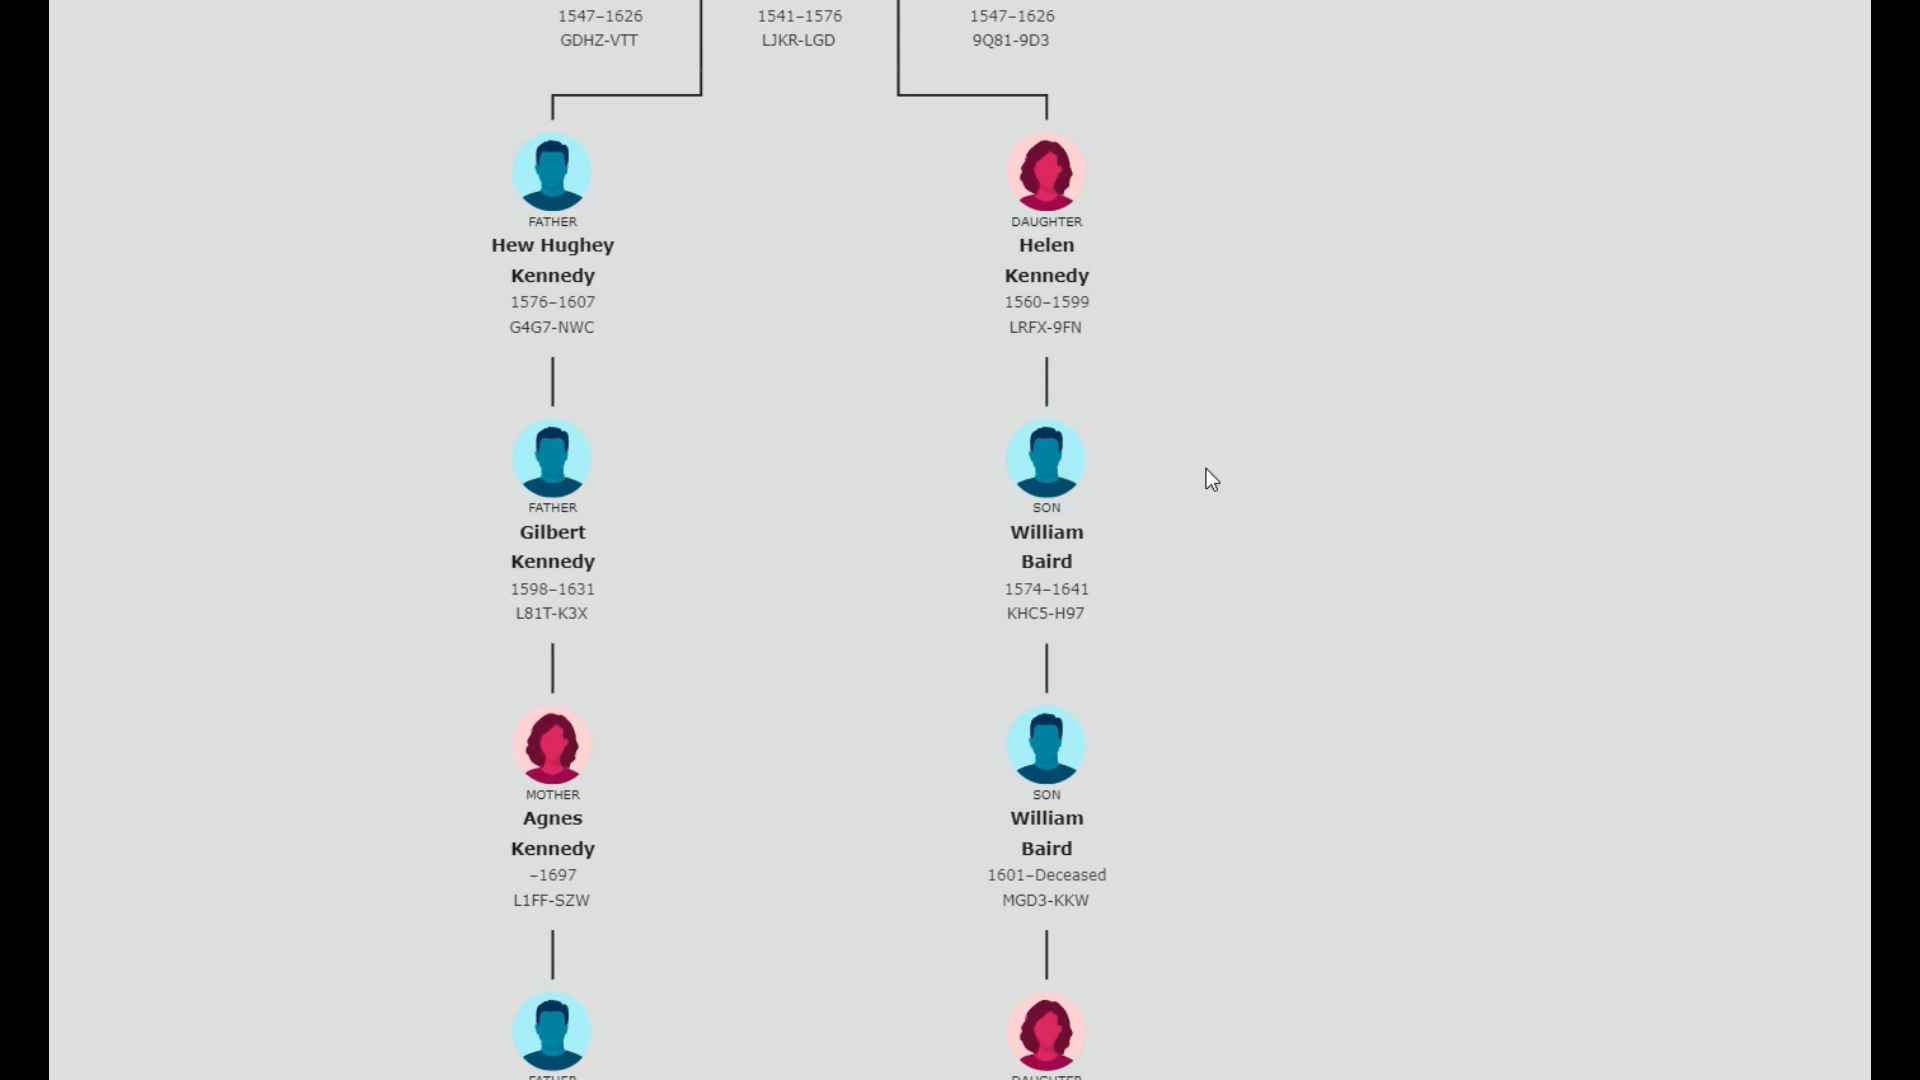 1547–1626
1541–1576
1547–1626
GDHZ-VTT
LJKR-LGD
9Q81-9D3
FATHER
Hew Hughey
Kennedy
1576–1607
G4G7-NWC
DAUGHTER
Helen
Kennedy
1560–1599
LRFX-9FN
FATHER
Gilbert
Kennedy
1598–1631
L81T-K3X
SON
William
Baird
1574–1641
KHC5-H97
MOTHER
Agnes
Kennedy
–1697
L1FF-SZW
SON
William
Baird
1601–Deceased
MGD3-KKW
FATHER
DAUGHTER